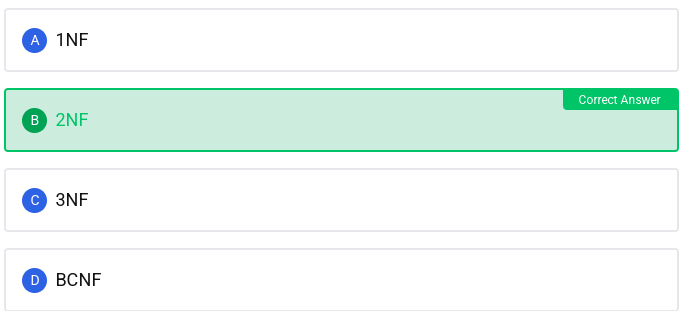 A 1NF
Correct Answer
B 2NF
C 3NF
D BCNF